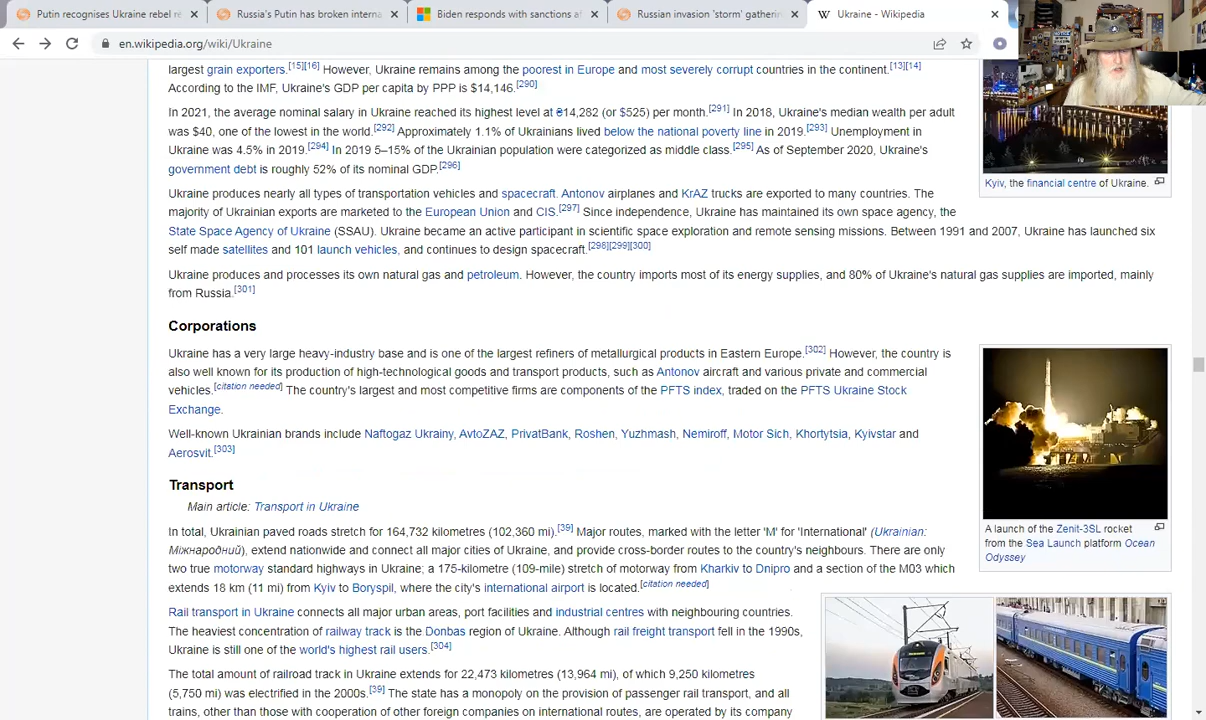 Putin recognises Ukraine rebel re
Russia's Putin has broken interna
Biden responds with sanctions af
Russian invasion 'storm' gatherin
Ukraine - Wikipedia
en.wikipedia.org/wiki/Ukraine
largest grain exporters.[15][16] However, Ukraine remains among the poorest in Europe and most severely corrupt countries in the continent.[13][14]
According to the IMF, Ukraine's GDP per capita by PPP is $14,146.[290]
In 2021, the average nominal salary in Ukraine reached its highest level at ₴14,282 (or $525) per month.[291] In 2018, Ukraine's median wealth per adult
was $40, one of the lowest in the world.[292] Approximately 1.1% of Ukrainians lived below the national poverty line in 2019.[293] Unemployment in
Ukraine was 4.5% in 2019.[294] In 2019 5–15% of the Ukrainian population were categorized as middle class.[295] As of September 2020, Ukraine's
government debt is roughly 52% of its nominal GDP.[296]
Kyiv, the financial centre of Ukraine.
Ukraine produces nearly all types of transportation vehicles and spacecraft. Antonov airplanes and KrAZ trucks are exported to many countries. The
majority of Ukrainian exports are marketed to the European Union and CIS.[297] Since independence, Ukraine has maintained its own space agency, the
State Space Agency of Ukraine (SSAU). Ukraine became an active participant in scientific space exploration and remote sensing missions. Between 1991 and 2007, Ukraine has launched six
self made satellites and 101 launch vehicles, and continues to design spacecraft.[298][299][300]
Ukraine produces and processes its own natural gas and petroleum. However, the country imports most of its energy supplies, and 80% of Ukraine's natural gas supplies are imported, mainly
from Russia.[301]
Corporations
Ukraine has a very large heavy-industry base and is one of the largest refiners of metallurgical products in Eastern Europe.[302] However, the country is
also well known for its production of high-technological goods and transport products, such as Antonov aircraft and various private and commercial
vehicles.[citation needed] The country's largest and most competitive firms are components of the PFTS index, traded on the PFTS Ukraine Stock
Exchange.
Well-known Ukrainian brands include Naftogaz Ukrainy, AvtoZAZ, PrivatBank, Roshen, Yuzhmash, Nemiroff, Motor Sich, Khortytsia, Kyivstar and
Aerosvit.[303]
A launch of the Zenit-3SL rocket
from the Sea Launch platform Ocean
Odyssey
Transport
Main article: Transport in Ukraine
In total, Ukrainian paved roads stretch for 164,732 kilometres (102,360 mi).[39] Major routes, marked with the letter 'M' for 'International' (Ukrainian:
Міжнародний), extend nationwide and connect all major cities of Ukraine, and provide cross-border routes to the country's neighbours. There are only
two true motorway standard highways in Ukraine; a 175-kilometre (109-mile) stretch of motorway from Kharkiv to Dnipro and a section of the M03 which
extends 18 km (11 mi) from Kyiv to Boryspil, where the city's international airport is located.[citation needed]
Rail transport in Ukraine connects all major urban areas, port facilities and industrial centres with neighbouring countries.
The heaviest concentration of railway track is the Donbas region of Ukraine. Although rail freight transport fell in the 1990s,
Ukraine is still one of the world's highest rail users.[304]
The total amount of railroad track in Ukraine extends for 22,473 kilometres (13,964 mi), of which 9,250 kilometres
(5,750 mi) was electrified in the 2000s.[39] The state has a monopoly on the provision of passenger rail transport, and all
trains, other than those with cooperation of other foreign companies on international routes, are operated by its company